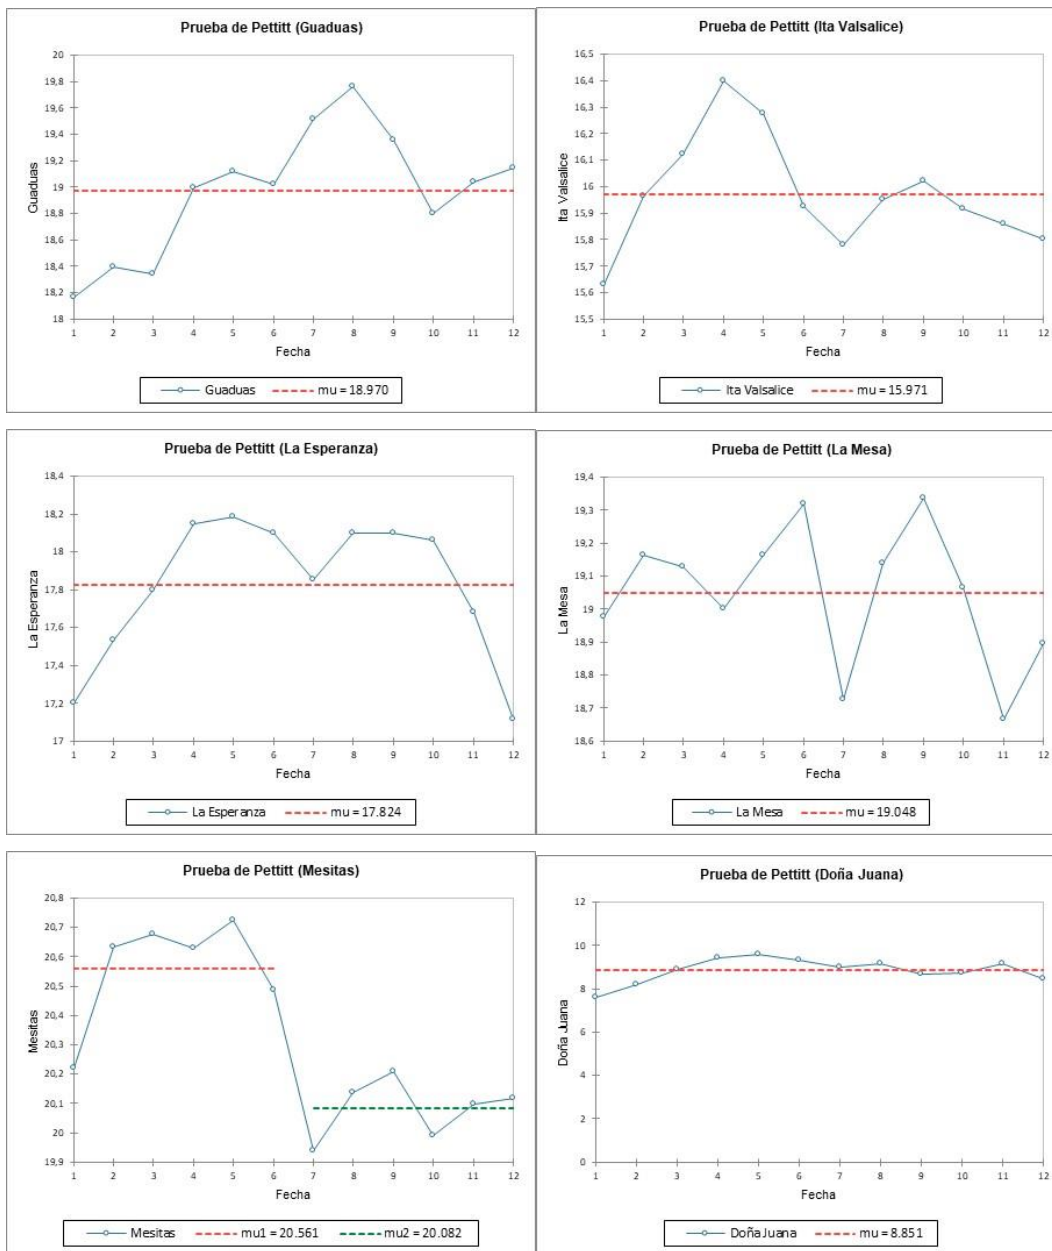 Prueba de Pettitt (Guaduas)
20
19,8
19,6
19,4
19,2
19
18,8
18,6
18,4
18,2
18
Guaduas
1 2 3 4 5 6 7 8 9 10 11 12
Fecha
Guaduas mu = 18.970
Prueba de Pettitt (Ita Valsalice)
16,5
16,4
16,3
16,2
16,1
16
15,9
15,8
15,7
15,6
15,5
Ita Valsalice
1 2 3 4 5 6 7 8 9 10 11 12
Fecha
Ita Valsalice mu = 15.971
Prueba de Pettitt (La Esperanza)
18,4
18,2
18
17,8
17,6
17,4
17,2
17
La Esperanza
1 2 3 4 5 6 7 8 9 10 11 12
Fecha
La Esperanza mu = 17.824
Prueba de Pettitt (La Mesa)
19,4
19,3
19,2
19,1
19
18,9
18,8
18,7
18,6
La Mesa
1 2 3 4 5 6 7 8 9 10 11 12
Fecha
La Mesa mu = 19.048
Prueba de Pettitt (Mesitas)
20,8
20,7
20,6
20,5
20,4
20,3
20,2
20,1
20
19,9
Mesitas
1 2 3 4 5 6 7 8 9 10 11 12
Fecha
Mesitas mu1 = 20.561 mu2 = 20.082
Prueba de Pettitt (Doña Juana)
12
10
8
6
4
2
0
Doña Juana
1 2 3 4 5 6 7 8 9 10 11 12
Fecha
Doña Juana mu = 8.851